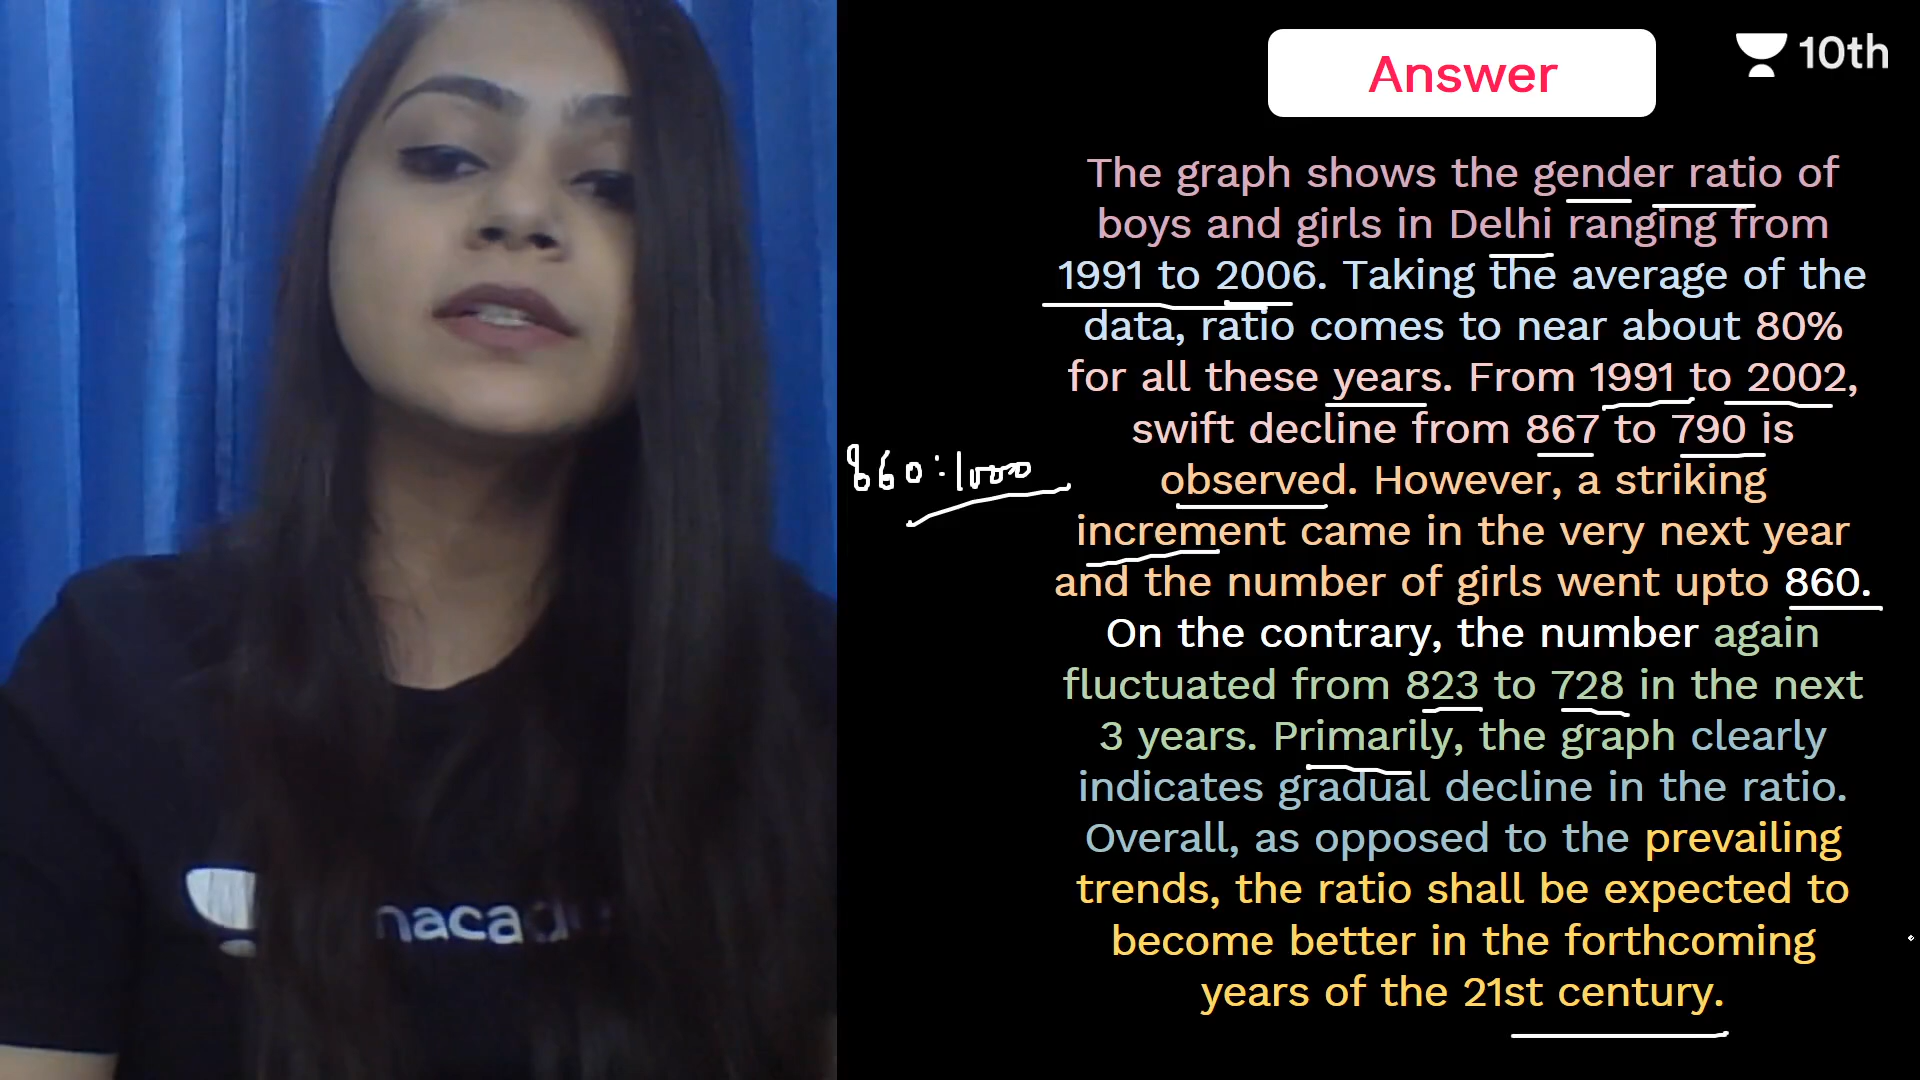 Answer
10th
The graph shows the gender ratio of
boys and girls in Delhi ranging from
1991 to 2006. Taking the average of the
data, ratio comes to near about 80%
for all these years. From 1991 to 2002,
swift decline from 867 to 790 is
860:1000
observed. However, a striking
increment came in the very next year
and the number of girls went upto 860.
On the contrary, the number again
fluctuated from 823 to 728 in the next
3 years. Primarily, the graph clearly
indicates gradual decline in the ratio.
Overall, as opposed to the prevailing
trends, the ratio shall be expected to
become better in the forthcoming
years of the 21st century.